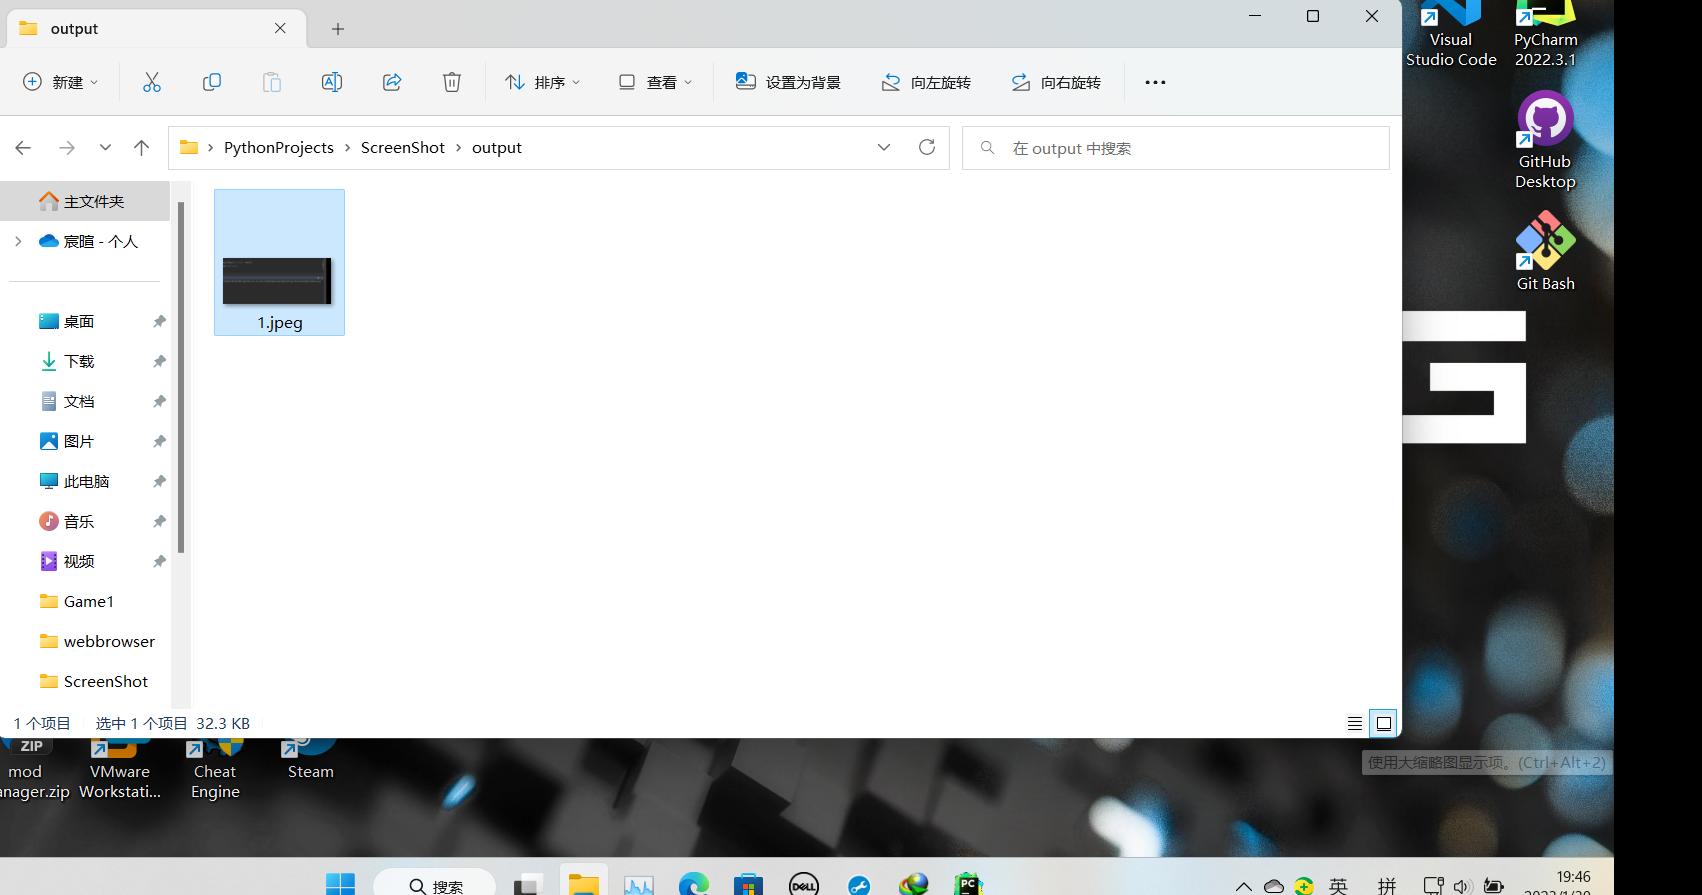 output
新建
排序
查看
设置为背景
向左旋转
向右旋转
PythonProjects
ScreenShot
output
在 output 中搜索
主文件夹
宸暄 - 个人
桌面
下载
文档
图片
此电脑
音乐
视频
Game1
webbrowser
ScreenShot
1.jpeg
1 个项目
选中 1 个项目 32.3 KB
使用大缩略图显示项。(Ctrl+Alt+2)
Visual
Studio Code
PyCharm
2022.3.1
GitHub
Desktop
Git Bash
ZIP
mod
anager.zip
VMware
Workstati...
Cheat
Engine
Steam
搜索
DELL
PC
英
拼
19:46